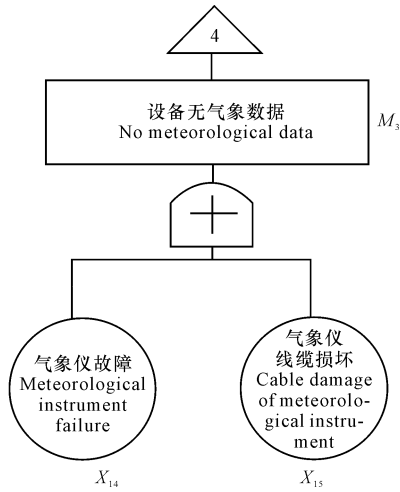 4
设备无气象数据
No meteorological data
M₃
气象仪故障
Meteorological
instrument
failure
气象仪
线缆损坏
Cable damage
of meteorolo-
gical instru-
ment
X₁₄
X₁₅